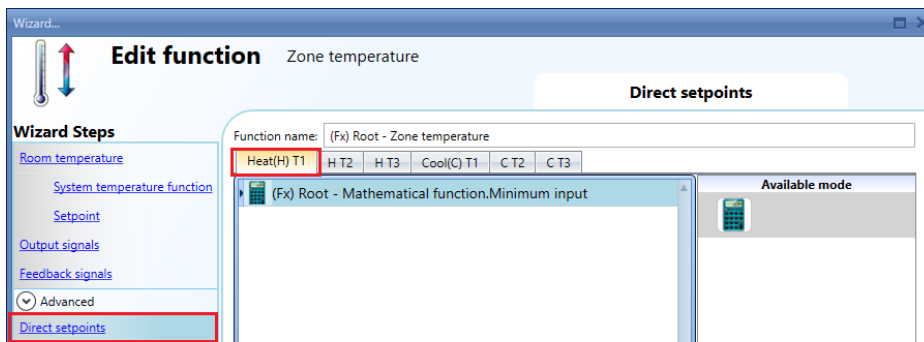 Wizard...
Edit function Zone temperature
Direct setpoints
Wizard Steps
Function name: (Fx) Root - Zone temperature
Room temperature
Heat(H) T1 H T2 H T3 Cool(C) T1 C T2 C T3
System temperature function
(Fx) Root - Mathematical function.Minimum input
Available mode
Setpoint
Output signals
Feedback signals
Advanced
Direct setpoints